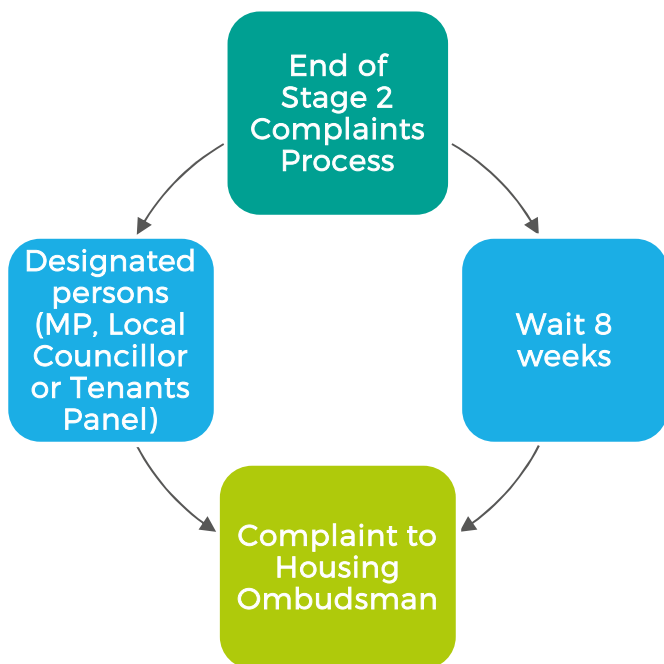 End of
Stage 2
Complaints
Process
Designated
persons
(MP, Local
Councillor
or Tenants
Panel)
Wait 8
weeks
Complaint to
Housing
Ombudsman